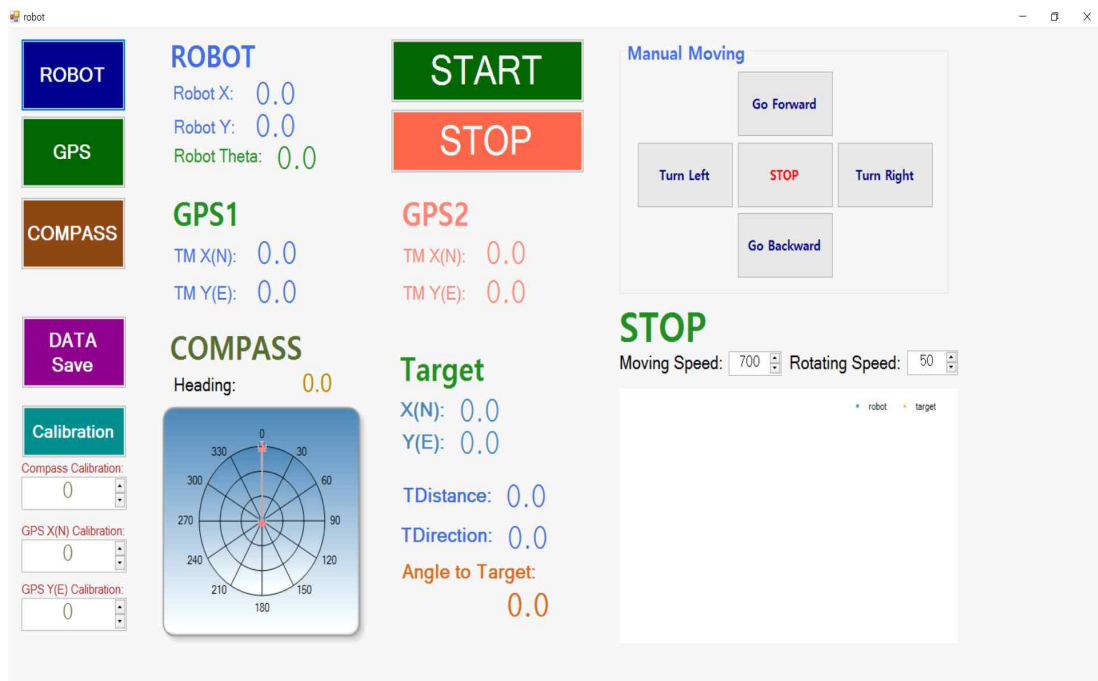 robot
ROBOT
GPS
COMPASS
DATA
Save
Calibration
Compass Calibration:
0
GPS X(N) Calibration:
0
GPS Y(E) Calibration:
0
ROBOT
Robot X: 0.0
Robot Y: 0.0
Robot Theta: 0.0
START
STOP
GPS1
TM X(N): 0.0
TM Y(E): 0.0
GPS2
TM X(N): 0.0
TM Y(E): 0.0
COMPASS
Heading: 0.0
0
30
60
90
120
150
180
210
240
270
300
330
Target
X(N): 0.0
Y(E): 0.0
TDistance: 0.0
TDirection: 0.0
Angle to Target:
0.0
Manual Moving
Go Forward
Turn Left STOP Turn Right
Go Backward
STOP
Moving Speed: 700 Rotating Speed: 50
robot target